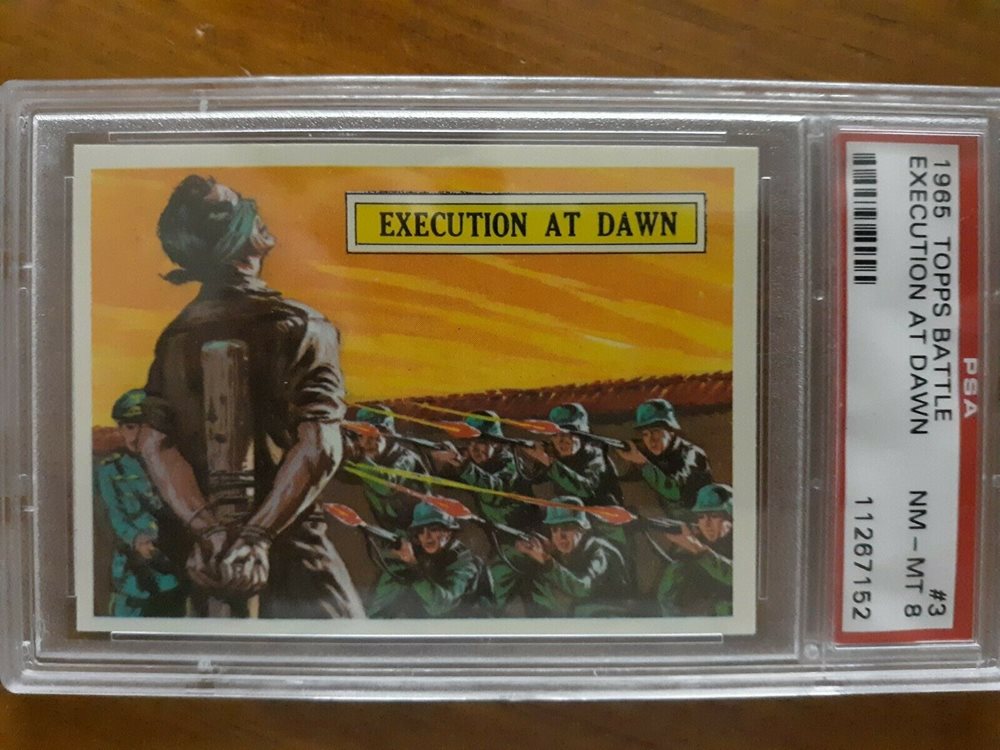 EXECUTION AT DAWN
PSA
1965 TOPPS BATTLE #3
EXECUTION AT DAWN NM - MT 8
11267152